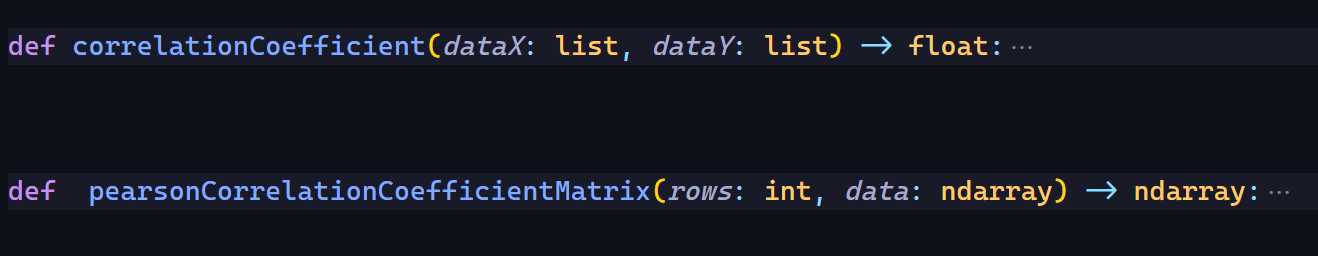 def correlationCoefficient(dataX: list, dataY: list) -> float:···
def  pearsonCorrelationCoefficientMatrix(rows: int, data: ndarray) -> ndarray:···